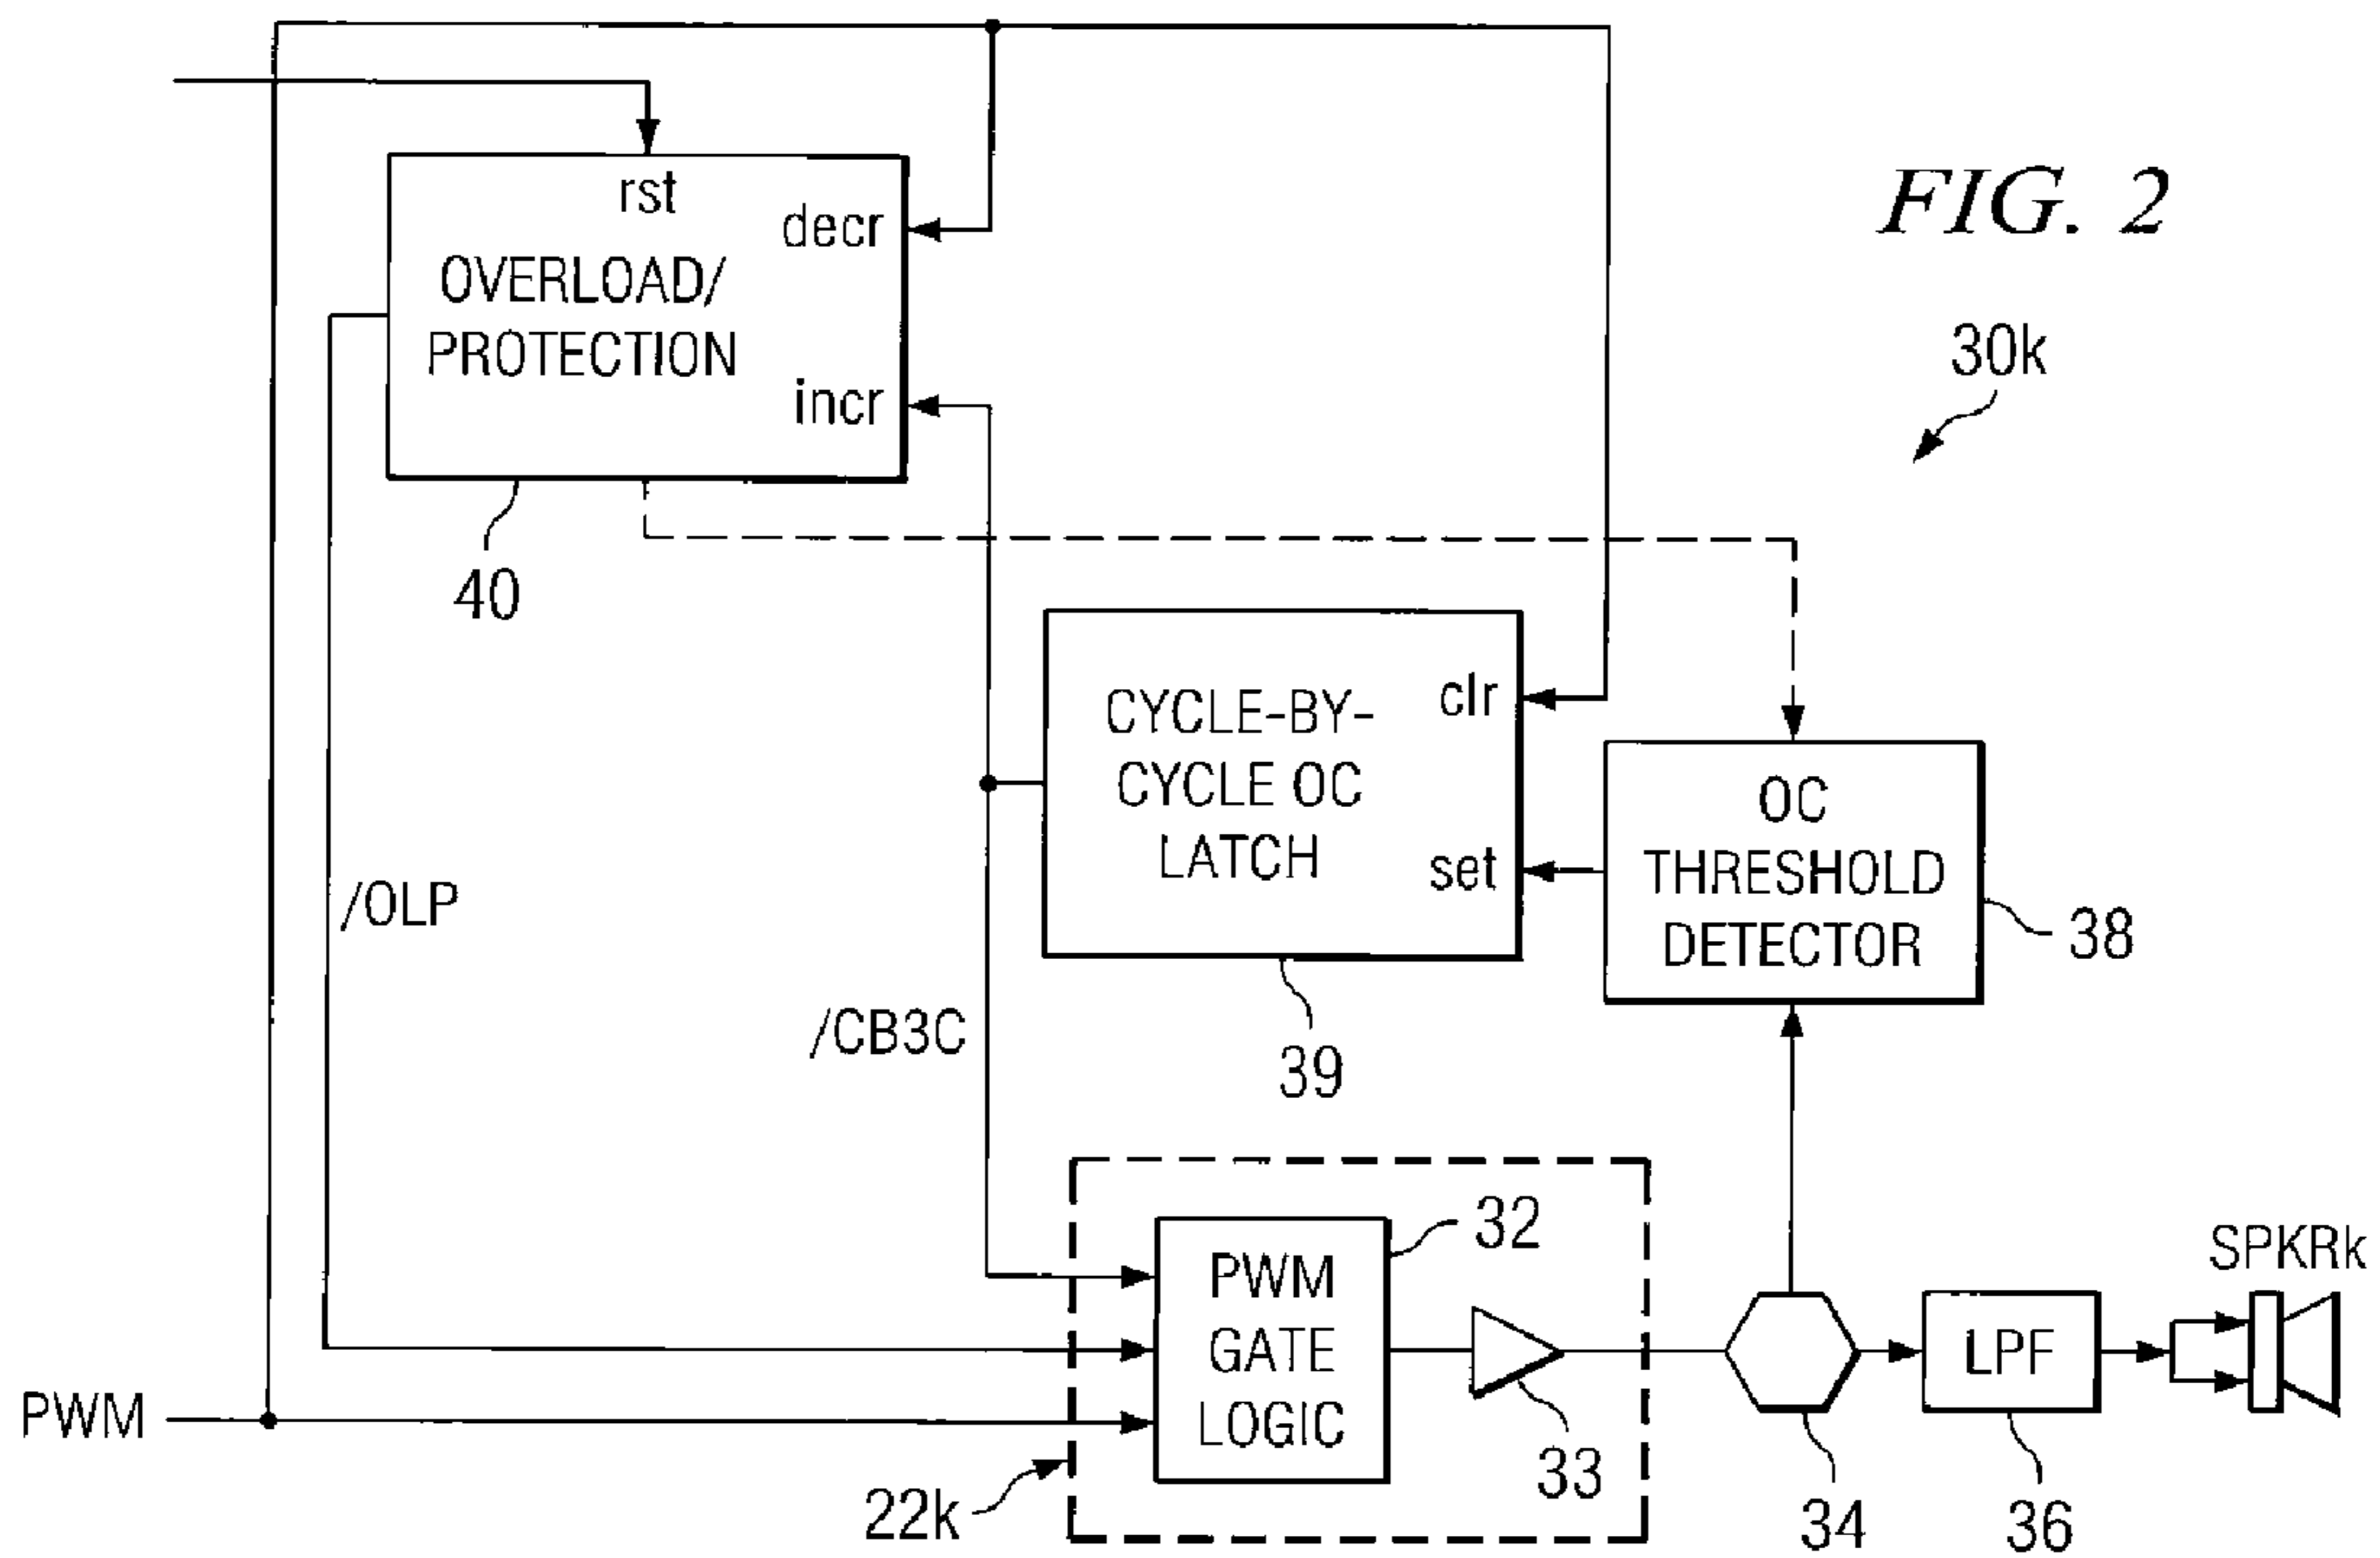 FIG. 2
30k
rst
decr
OVERLOAD/
PROTECTION
incr
40
CYCLE-BY-
CYCLE OC
LATCH
clr
set
39
OC
THRESHOLD
DETECTOR
38
/OLP
/CB3C
PWM
22k
PWM
GATE
LOGIC
32
33
34
LPF
36
SPKRk